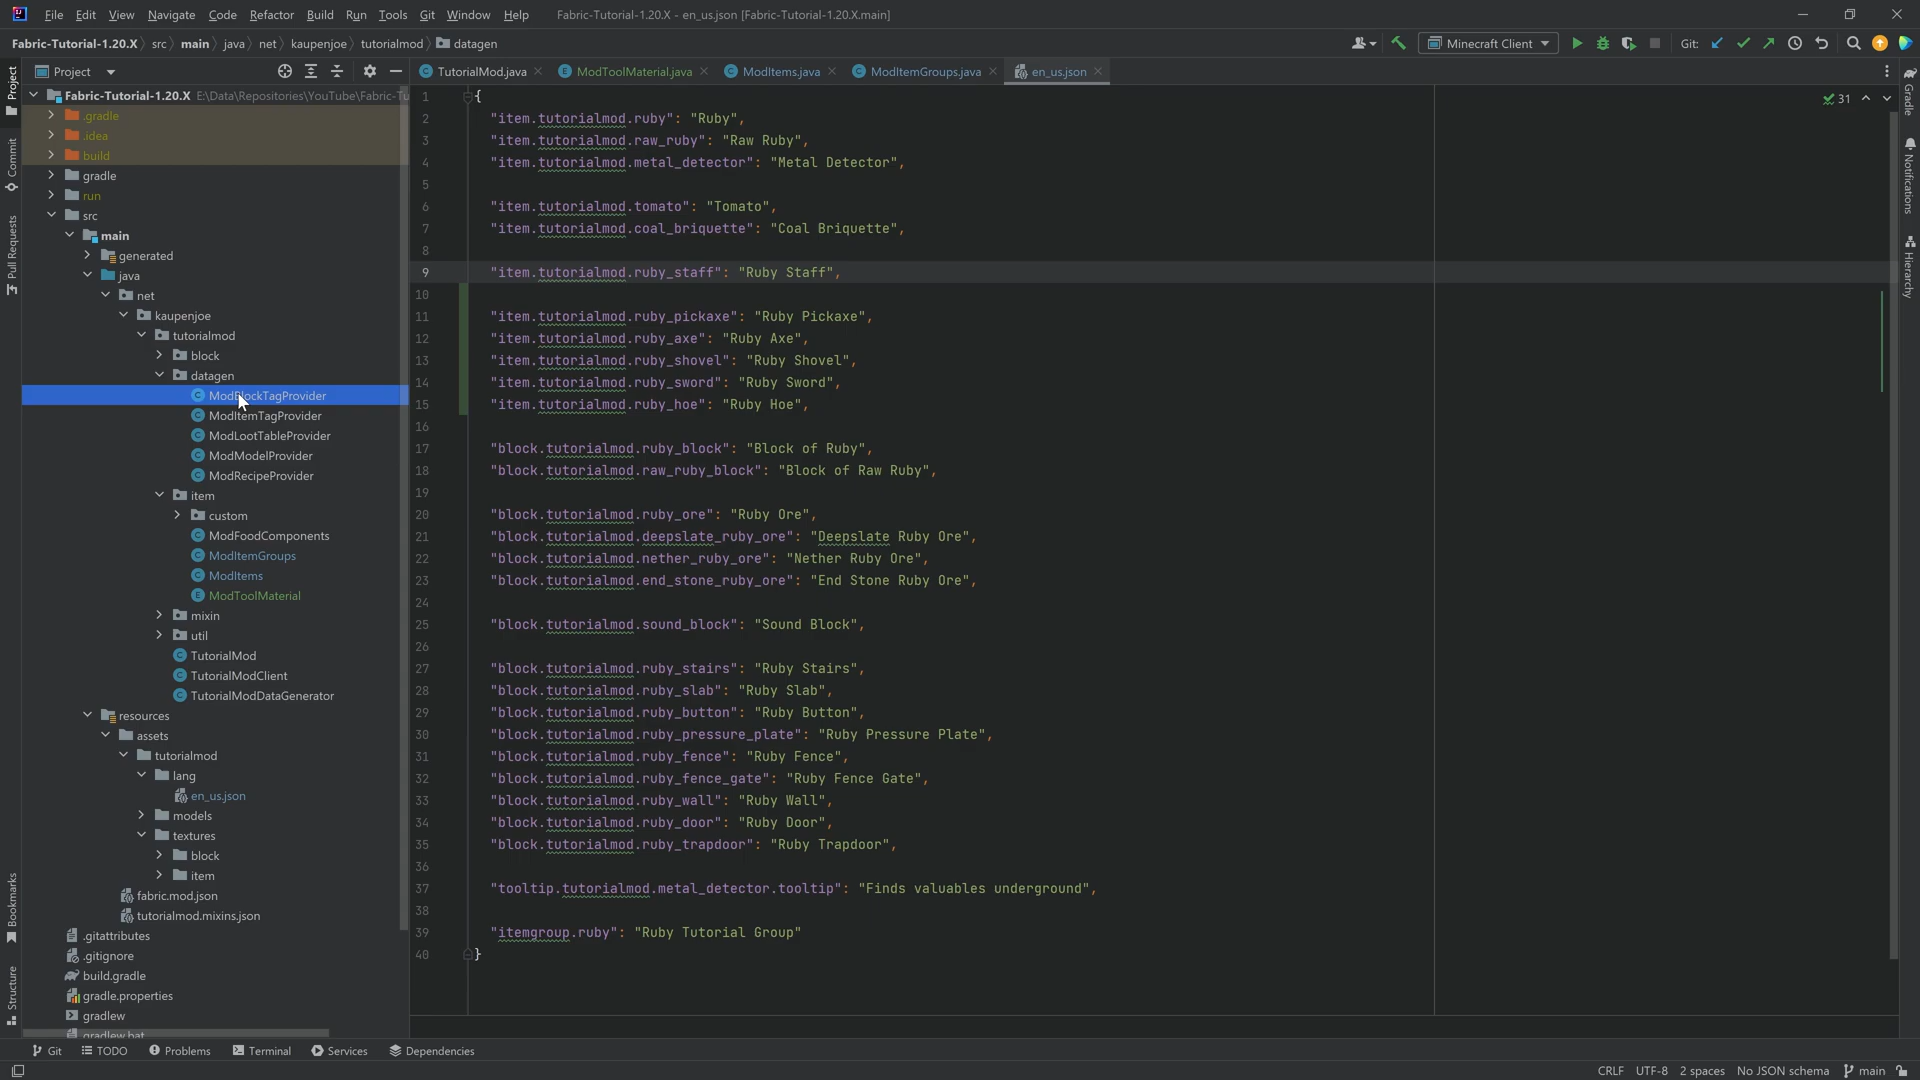 File Edit View Navigate Code Refactor Build Run Tools Git Window Help Fabric-Tutorial-1.20.X - en_us.json [Fabric-Tutorial-1.20.X.main]
Fabric-Tutorial-1.20.X src main java net kaupenjoe tutorialmod datagen Minecraft Client Git:
Project TutorialMod.java ModToolMaterial.java ModItems.java ModItemGroups.java en_us.json
Project
Commit
Pull Requests
Bookmarks
Structure
Fabric-Tutorial-1.20.X E:\Data\Repositories\YouTube\Fabric-Tu
.gradle
.idea
build
gradle
run
src
main
generated
java
net
kaupenjoe
tutorialmod
block
datagen
ModBlockTagProvider
ModItemTagProvider
ModLootTableProvider
ModModelProvider
ModRecipeProvider
item
custom
ModFoodComponents
ModItemGroups
ModItems
ModToolMaterial
mixin
util
TutorialMod
TutorialModClient
TutorialModDataGenerator
resources
assets
tutorialmod
lang
en_us.json
models
textures
block
item
fabric.mod.json
tutorialmod.mixins.json
.gitattributes
.gitignore
build.gradle
gradle.properties
gradlew
gradlew.bat
31
1 {
2 "item.tutorialmod.ruby": "Ruby",
3 "item.tutorialmod.raw_ruby": "Raw Ruby",
4 "item.tutorialmod.metal_detector": "Metal Detector",
5
6 "item.tutorialmod.tomato": "Tomato",
7 "item.tutorialmod.coal_briquette": "Coal Briquette",
8
9 "item.tutorialmod.ruby_staff": "Ruby Staff",
10
11 "item.tutorialmod.ruby_pickaxe": "Ruby Pickaxe",
12 "item.tutorialmod.ruby_axe": "Ruby Axe",
13 "item.tutorialmod.ruby_shovel": "Ruby Shovel",
14 "item.tutorialmod.ruby_sword": "Ruby Sword",
15 "item.tutorialmod.ruby_hoe": "Ruby Hoe",
16
17 "block.tutorialmod.ruby_block": "Block of Ruby",
18 "block.tutorialmod.raw_ruby_block": "Block of Raw Ruby",
19
20 "block.tutorialmod.ruby_ore": "Ruby Ore",
21 "block.tutorialmod.deepslate_ruby_ore": "Deepslate Ruby Ore",
22 "block.tutorialmod.nether_ruby_ore": "Nether Ruby Ore",
23 "block.tutorialmod.end_stone_ruby_ore": "End Stone Ruby Ore",
24
25 "block.tutorialmod.sound_block": "Sound Block",
26
27 "block.tutorialmod.ruby_stairs": "Ruby Stairs",
28 "block.tutorialmod.ruby_slab": "Ruby Slab",
29 "block.tutorialmod.ruby_button": "Ruby Button",
30 "block.tutorialmod.ruby_pressure_plate": "Ruby Pressure Plate",
31 "block.tutorialmod.ruby_fence": "Ruby Fence",
32 "block.tutorialmod.ruby_fence_gate": "Ruby Fence Gate",
33 "block.tutorialmod.ruby_wall": "Ruby Wall",
34 "block.tutorialmod.ruby_door": "Ruby Door",
35 "block.tutorialmod.ruby_trapdoor": "Ruby Trapdoor",
36
37 "tooltip.tutorialmod.metal_detector.tooltip": "Finds valuables underground",
38
39 "itemgroup.ruby": "Ruby Tutorial Group"
40 }
Gradle
Notifications
Hierarchy
Git TODO Problems Terminal Services Dependencies
CRLF UTF-8 2 spaces No JSON schema main